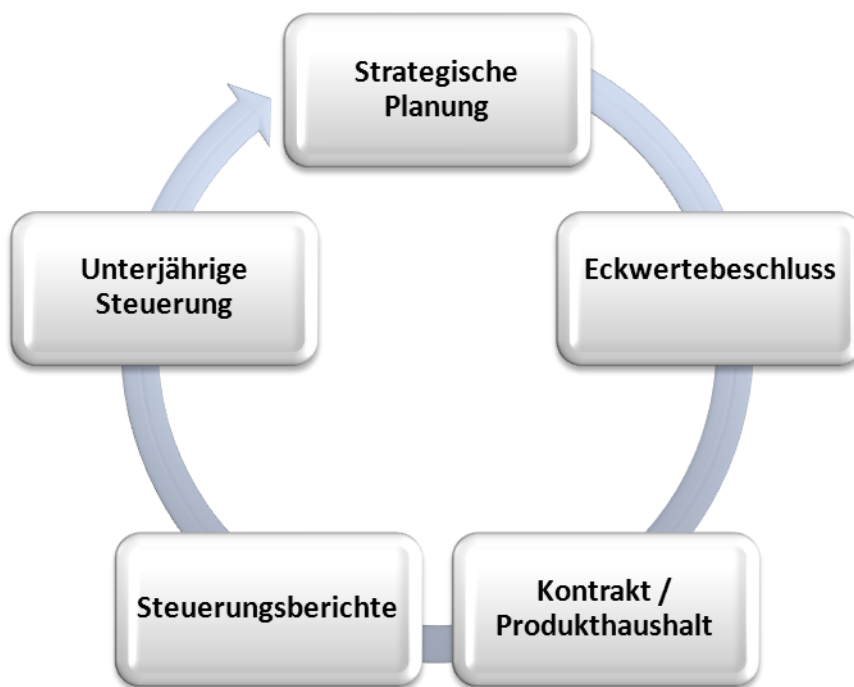 Strategische
Planung
Eckwertebeschluss
Kontrakt /
Produkthaushalt
Steuerungsberichte
Unterjährige
Steuerung